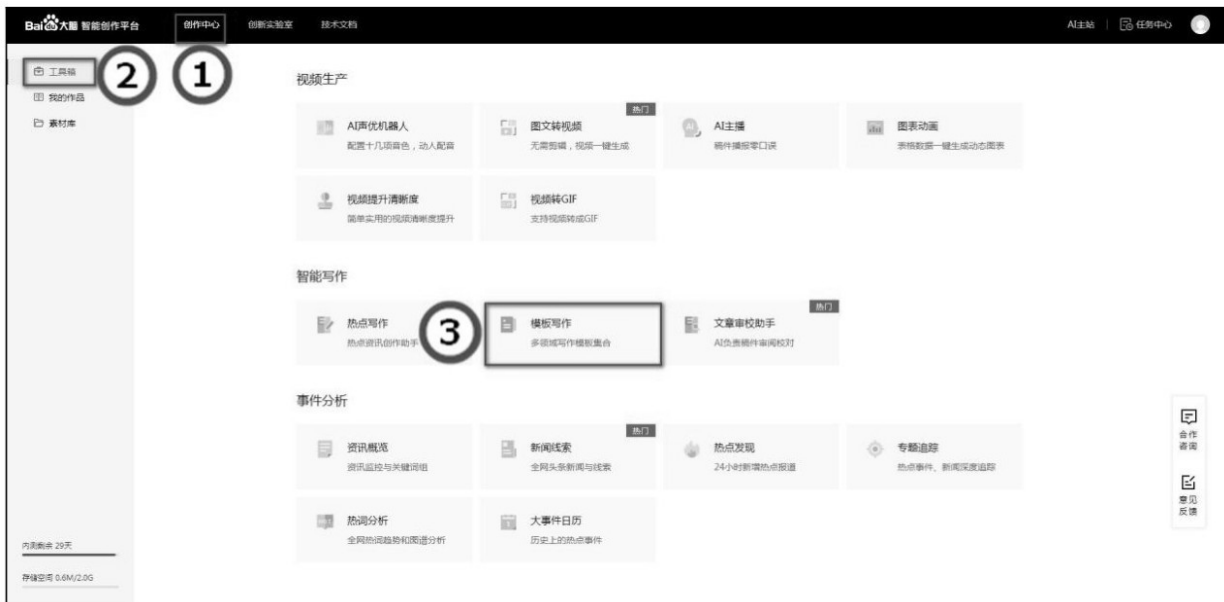 Bai du 大脑 智能创作平台 创作中心 创新实验室 技术文档 AI主站 任务中心
工具箱
我的作品
素材库
2
1
视频生产
热门
AI声优机器人 图文转视频 AI主播 图表动画
配置十几项音色，动人配音 无需剪辑，视频一键生成 稿件播报零口误 表格数据一键生成动态图表
视频提升清晰度 视频转GIF
简单实用的视频清晰度提升 支持视频转成GIF
智能写作
热门
热点写作 模板写作 文章审校助手
热点资讯创作助手 多领域写作模板集合 AI负责稿件审阅校对
3
事件分析
热门
资讯概览 新闻线索 热点发现 专题追踪
资讯监控与关键词组 全网头条新闻与线索 24小时新增热点报道 热点事件、新闻深度追踪
热词分析 大事件日历
全网热词趋势和图谱分析 历史上的热点事件
合作
咨询
意见
反馈
内测剩余 29天
存储空间 0.6M/2.0G